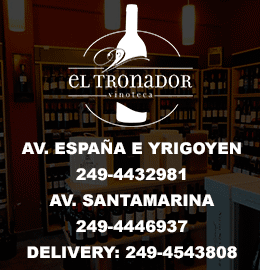 EL TRONADOR
vinoteca
AV. ESPAÑA E YRIGOYEN
249-4432981
AV. SANTAMARINA
249-4446937
DELIVERY: 249-4543808